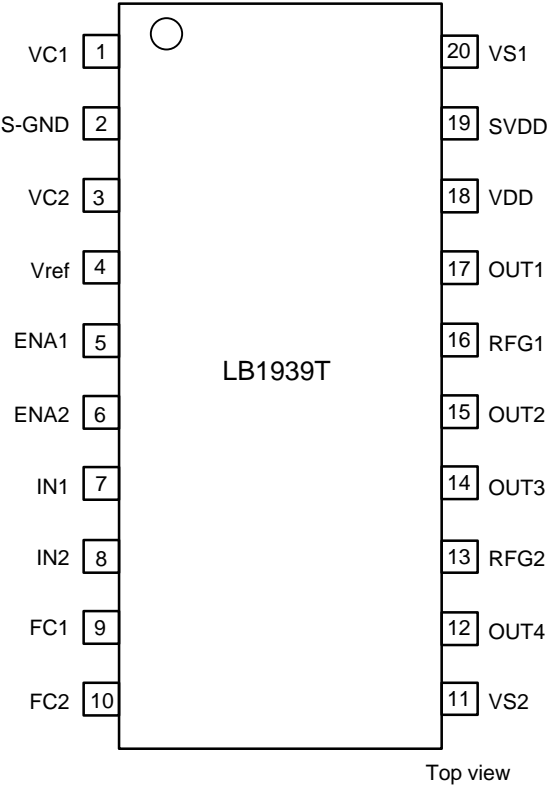 VC1 1 20 VS1
S-GND 2 19 SVDD
VC2 3 18 VDD
Vref 4 17 OUT1
ENA1 5 16 RFG1
LB1939T
ENA2 6 15 OUT2
IN1 7 14 OUT3
IN2 8 13 RFG2
FC1 9 12 OUT4
FC2 10 11 VS2
Top view